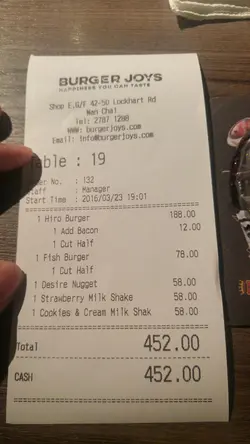 BURGER JOYS
HAPPINESS YOU CAN TASTE
Shop E,G/F 42-50 Lockhart Rd
Wan Chai
Tel: 2787 1288
WWW: burgerjoys.com
Email: info@burgerjoys.com
Table : 19
er No. : 132
taff : Manager
Start Time : 2016/03/23 19:01
1 Hiro Burger 188.00
1 Add Bacon 12.00
1 Cut Half
1 Fish Burger 78.00
1 Cut Half
1 Desire Nugget 58.00
1 Strawberry Milk Shake 58.00
1 Cookies & Cream Milk Shak 58.00
Total 452.00
CASH 452.00